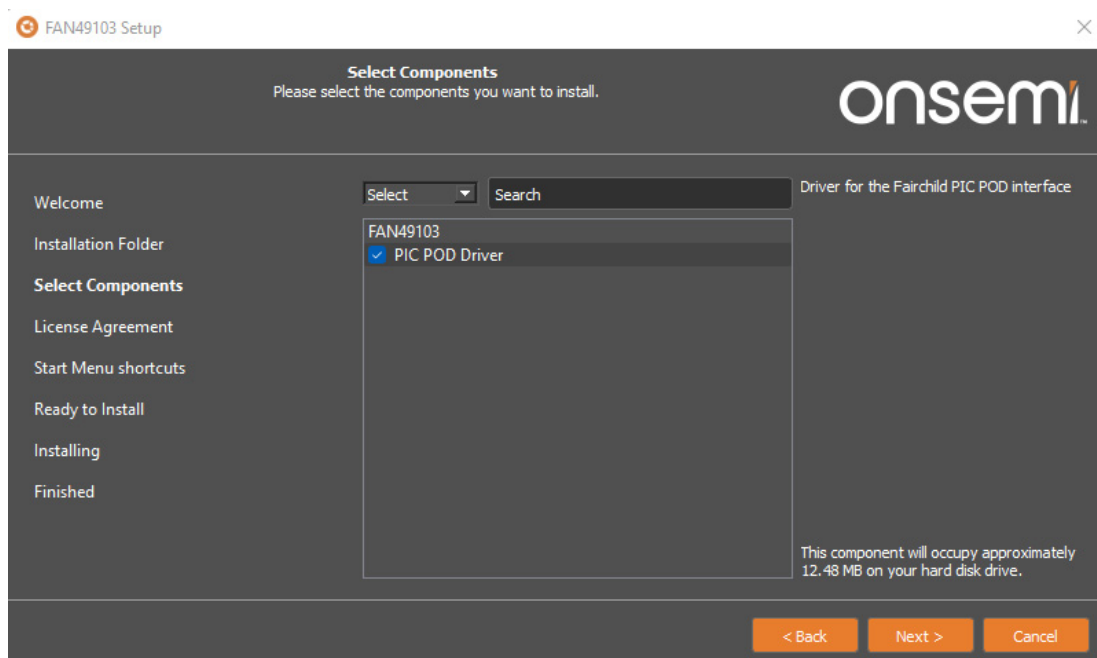 FAN49103 Setup
Select Components
Please select the components you want to install.
onsemi
Welcome
Installation Folder
Select Components
License Agreement
Start Menu shortcuts
Ready to Install
Installing
Finished
Select
Search
FAN49103
PIC POD Driver
Driver for the Fairchild PIC POD interface
This component will occupy approximately
12.48 MB on your hard disk drive.
< Back
Next >
Cancel